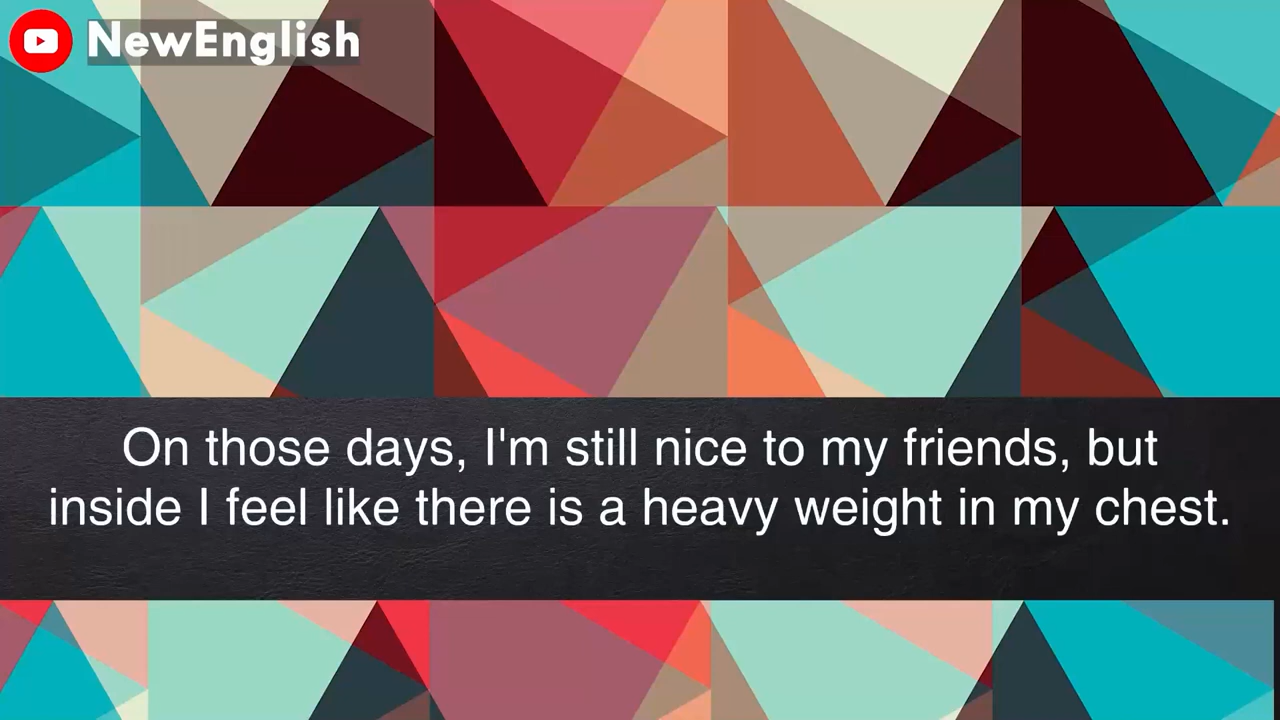 NewEnglish
On those days, I'm still nice to my friends, but
inside I feel like there is a heavy weight in my chest.